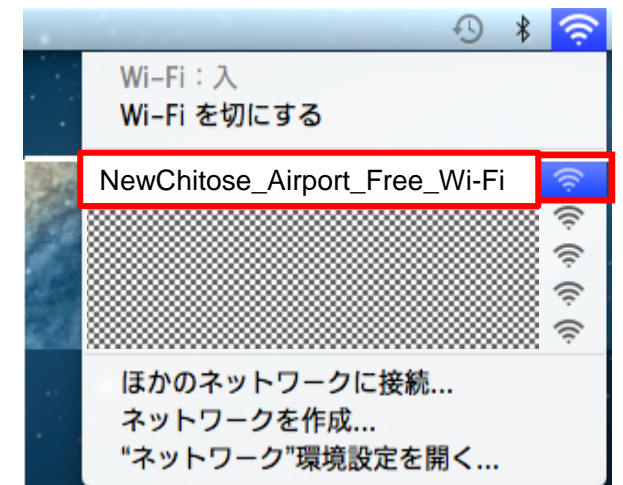 Wi-Fi：入
Wi-Fi を切にする
NewChitose_Airport_Free_Wi-Fi
ほかのネットワークに接続...
ネットワークを作成...
“ネットワーク”環境設定を開く...